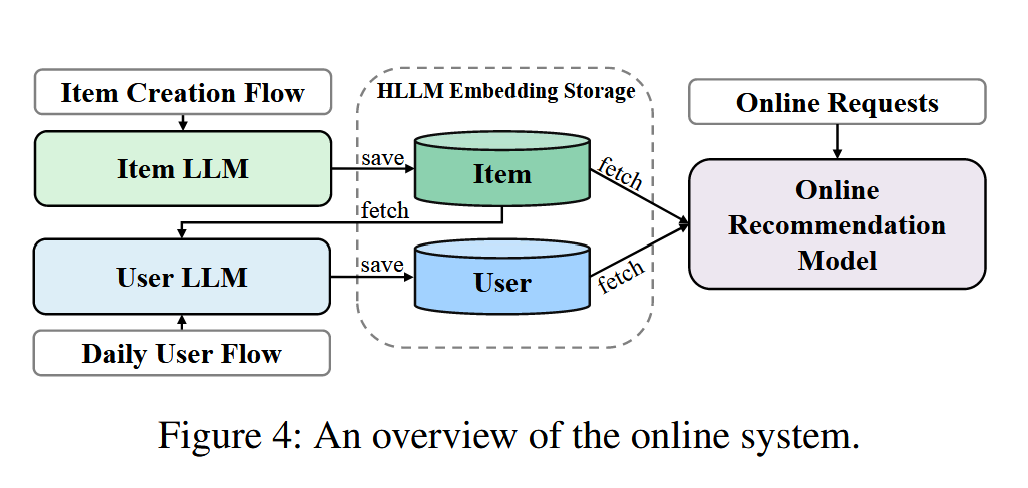 Item Creation Flow
HLLM Embedding Storage
Online Requests
Item LLM
save
Item
fetch
fetch
Online
Recommendation
Model
User LLM
save
User
fetch
Daily User Flow
Figure 4: An overview of the online system.